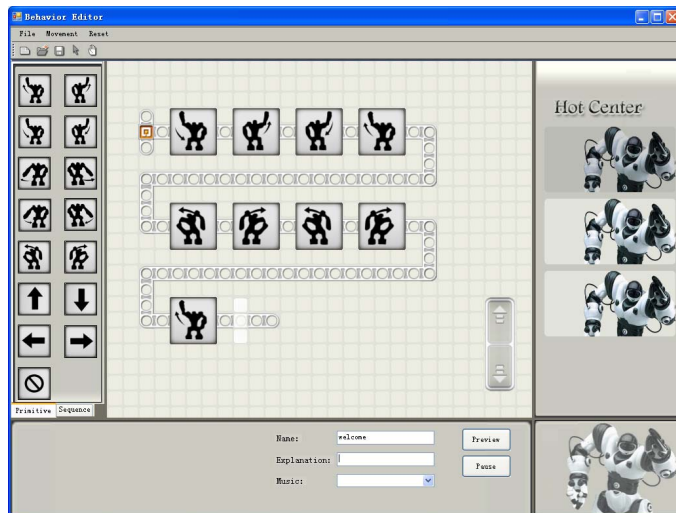 Behavior Editor
File Movement Reset
Hot Center
Primitive Sequence
Name: welcome Preview
Explanation:
Pause
Music: